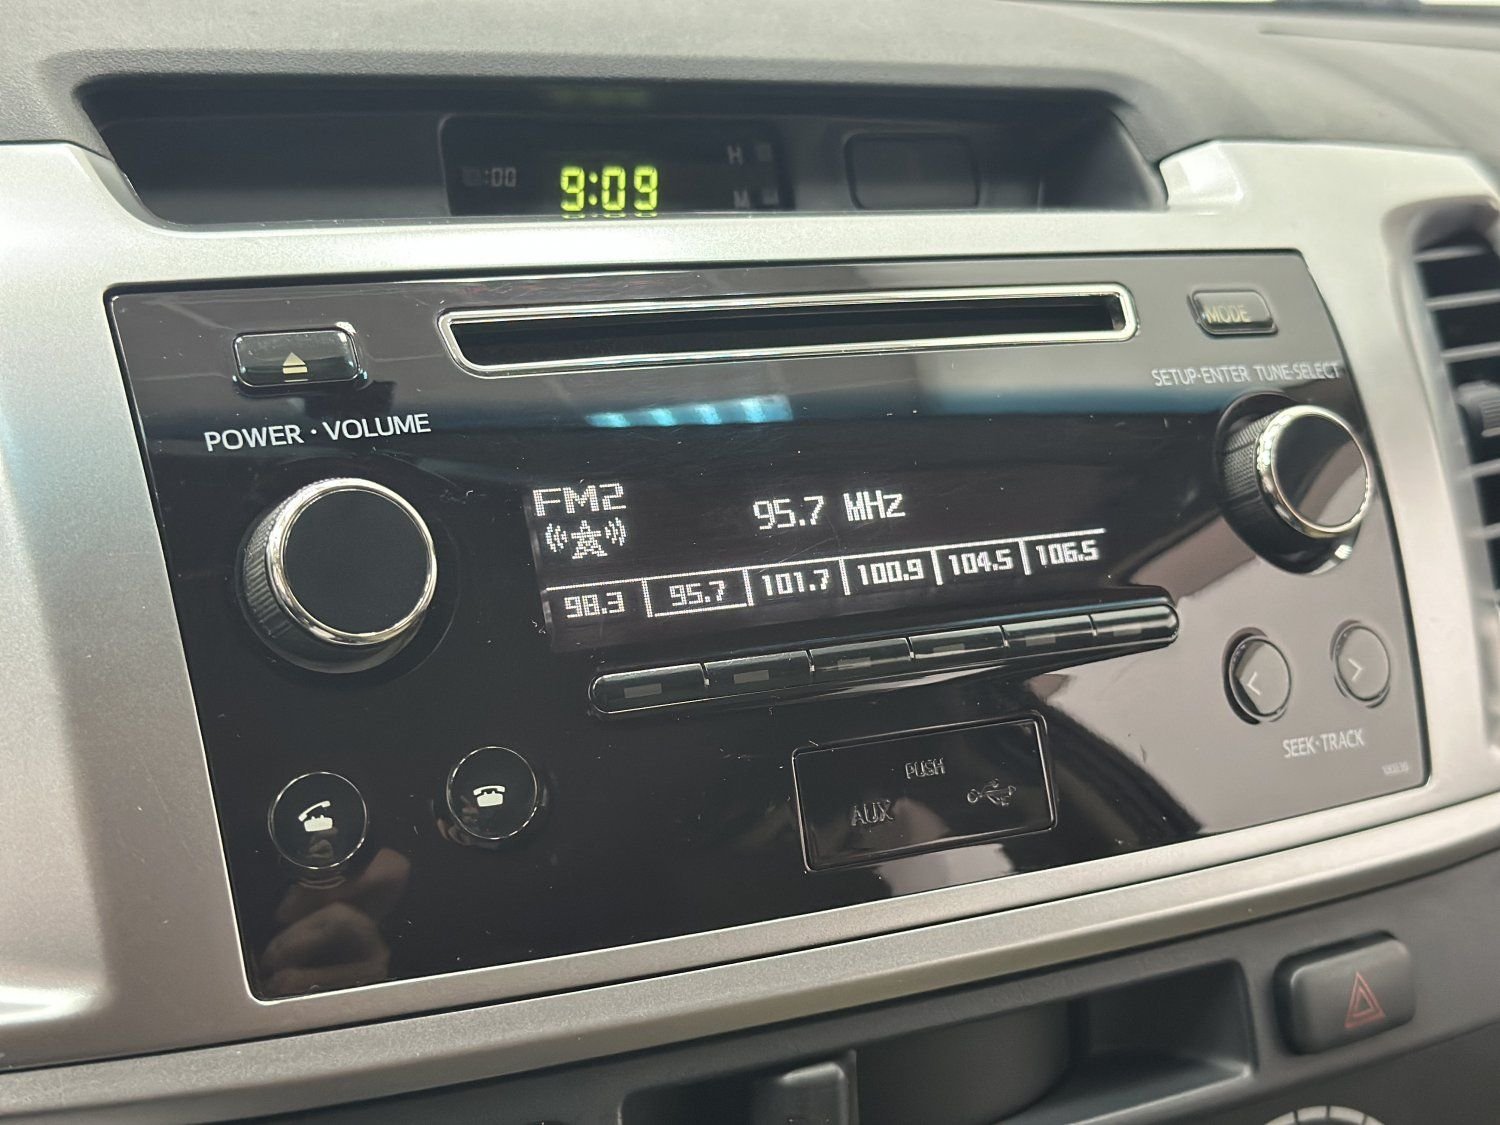 :00 9:09 H
M
MODE
SETUP·ENTER TUNE·SELECT
POWER · VOLUME
FM2 95.7 MHz
98.3 95.7 101.7 100.9 104.5 106.5
PUSH
AUX
SEEK·TRACK